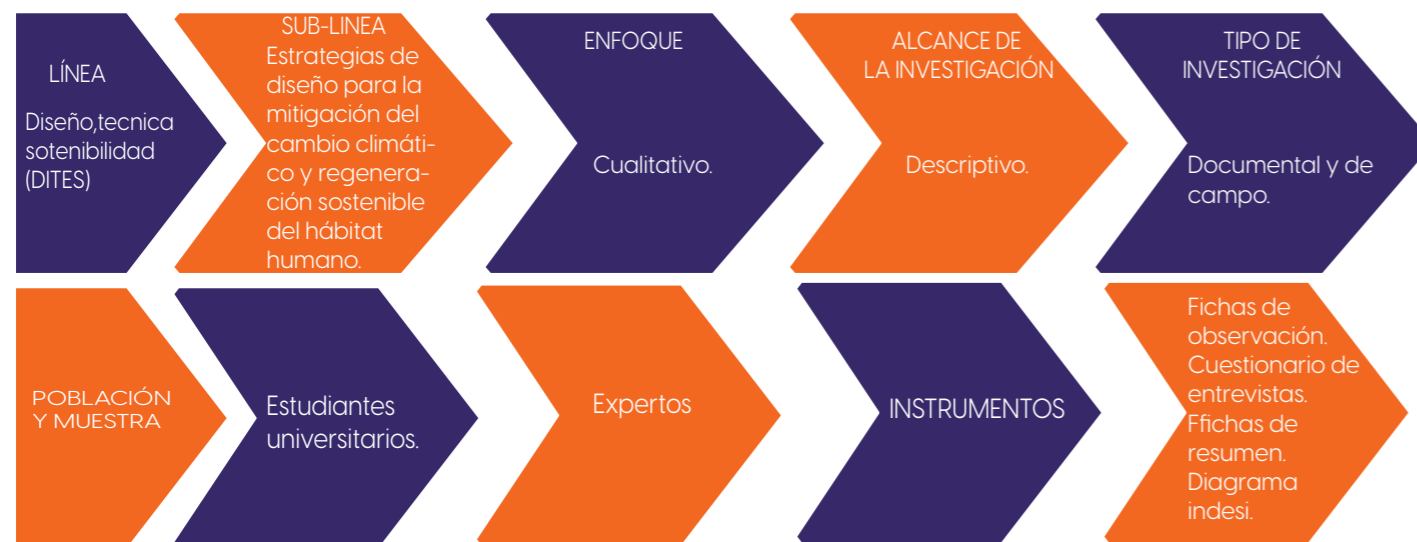 LÍNEA
Diseño,tecnica
sotenibilidad
(DITES)
SUB-LINEA
Estrategias de
diseño para la
mitigación del
cambio climáti-
co y regenera-
ción sostenible
del hábitat
humano.
ENFOQUE
Cualitativo.
ALCANCE DE
LA INVESTIGACIÓN
Descriptivo.
TIPO DE
INVESTIGACIÓN
Documental y de
campo.
POBLACIÓN
Y MUESTRA
Estudiantes
universitarios.
Expertos
INSTRUMENTOS
Fichas de
observación.
Cuestionario de
entrevistas.
Ffichas de
resumen.
Diagrama
indesi.